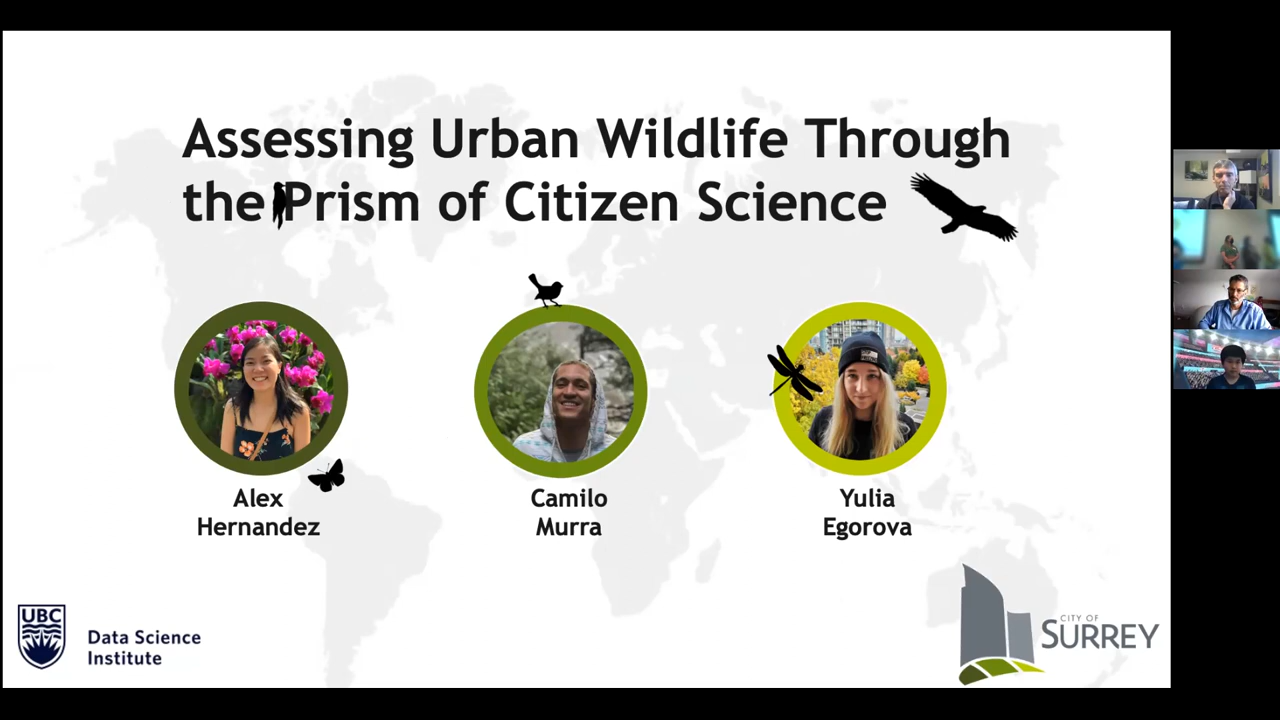 Assessing Urban Wildlife Through
the Prism of Citizen Science
Alex
Hernandez
Camilo
Murra
Yulia
Egorova
UBC
Data Science
Institute
CITY OF
SURREY